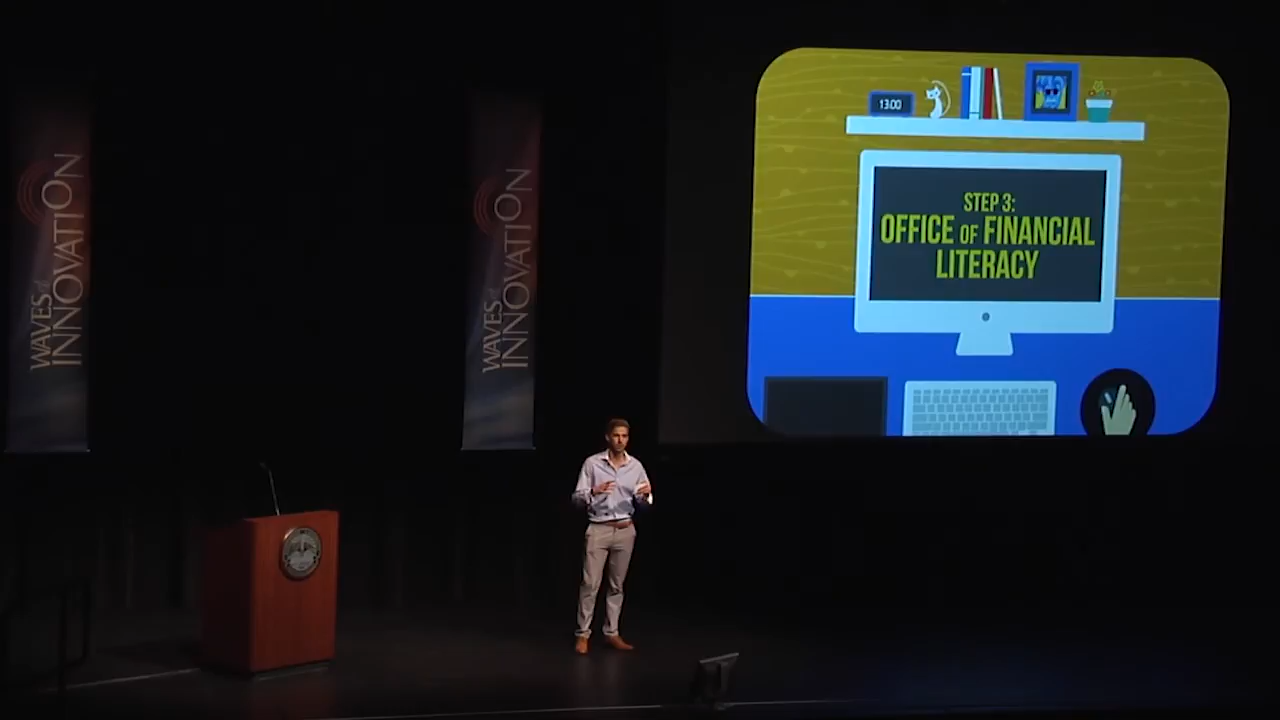 WAVES of
INNOVATION
WAVES of
INNOVATION
13:00
STEP 3:
OFFICE OF FINANCIAL
LITERACY